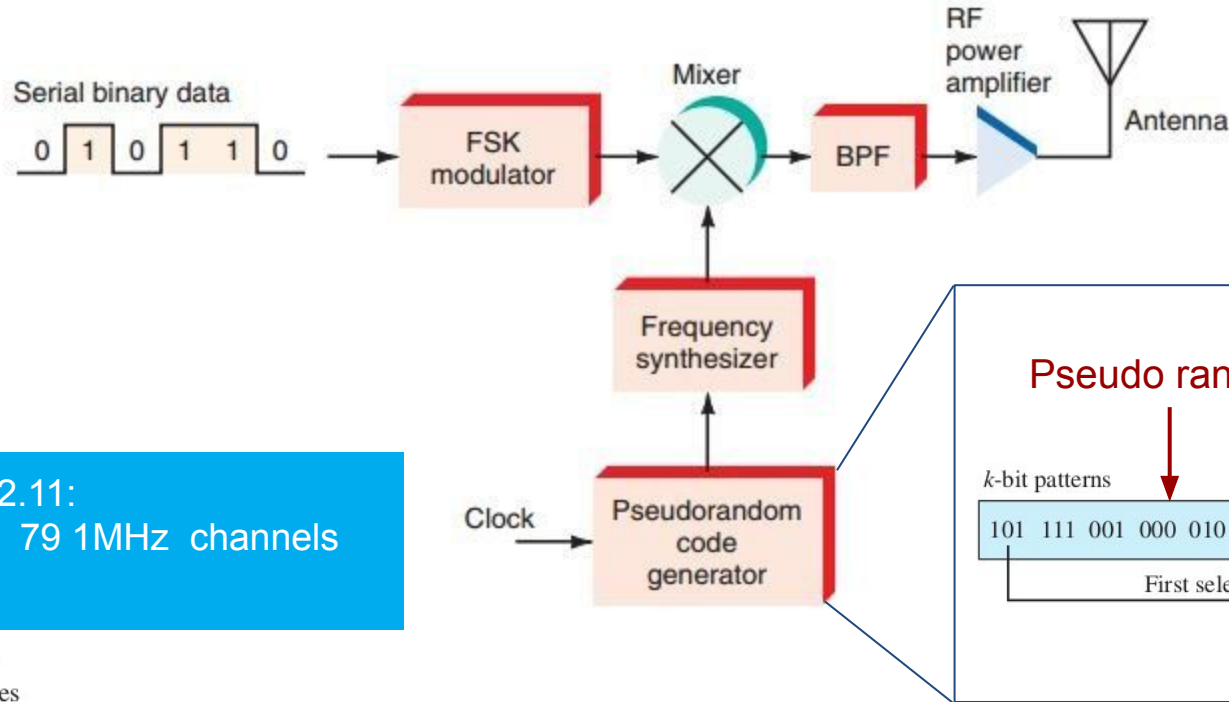 Serial binary data
0 1 0 1 1 0
FSK
modulator
Mixer
BPF
RF
power
amplifier
Antenna
Frequency
synthesizer
Clock
Pseudorandom
code
generator
2.11:
79 1MHz channels
es
Pseudo ran
k-bit patterns
101 111 001 000 010
First sele